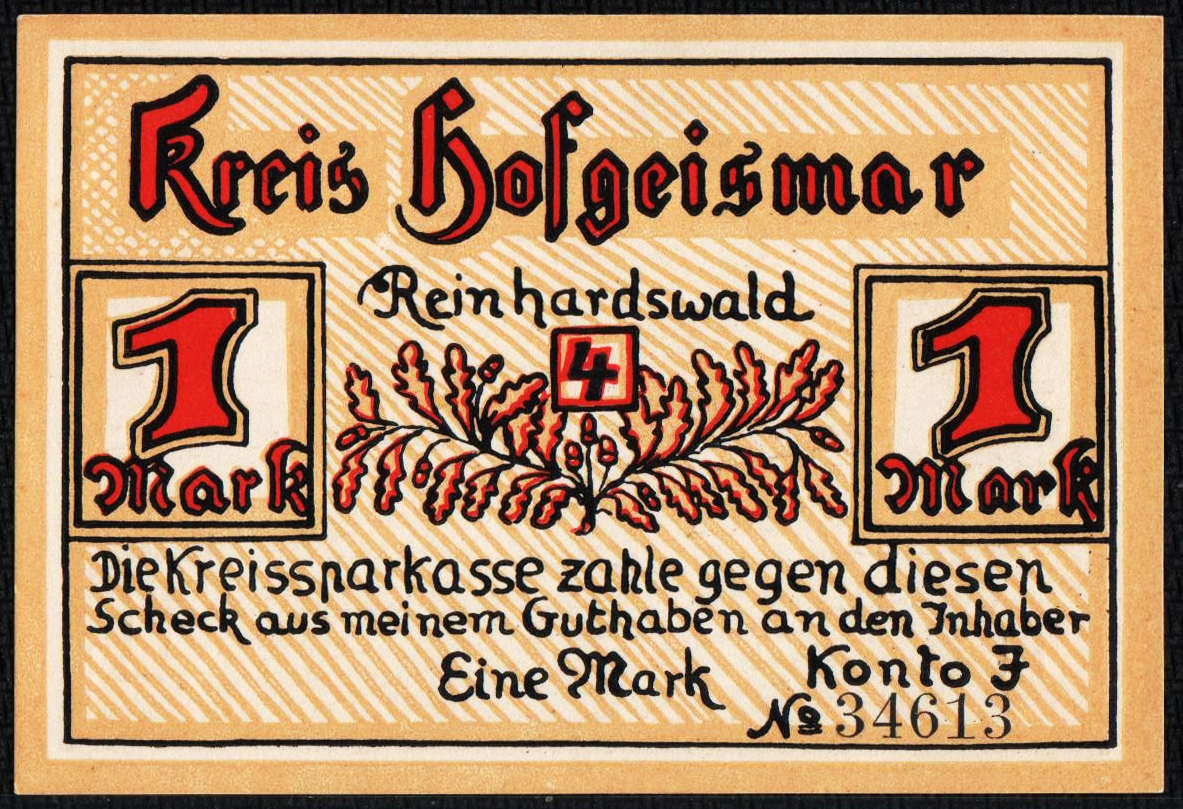 Kreis Hofgeismar
Reinhardswald
4
1
Mark
1
Mark
Die Kreissparkasse zahle gegen diesen
Scheck aus meinem Guthaben an den Inhaber
Eine Mark Konto J
No 34613